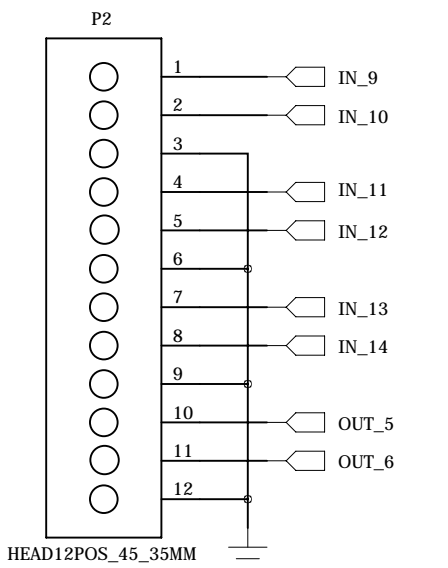 P2
1 IN_9
2 IN_10
3
4 IN_11
5 IN_12
6
7 IN_13
8 IN_14
9
10 OUT_5
11 OUT_6
12
HEAD12POS_45_35MM